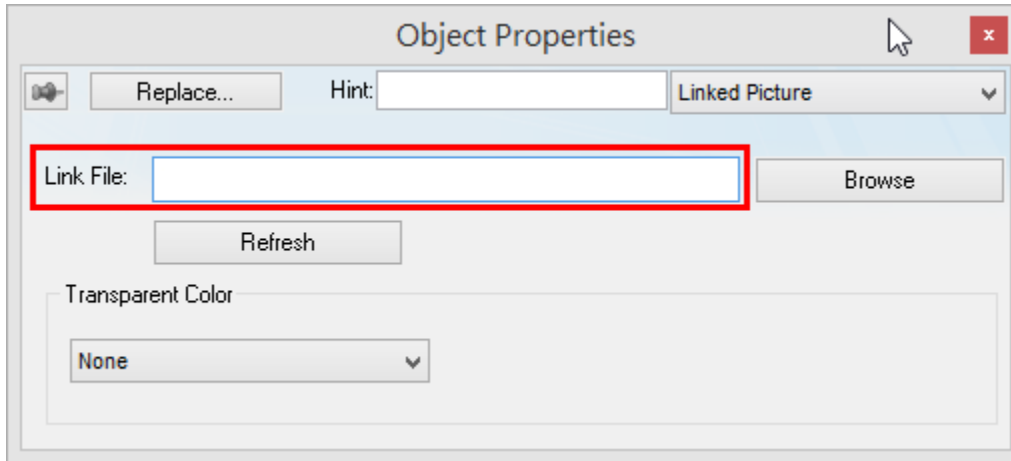 Object Properties
x
Replace... Hint: Linked Picture
Link File: Browse
Refresh
Transparent Color
None